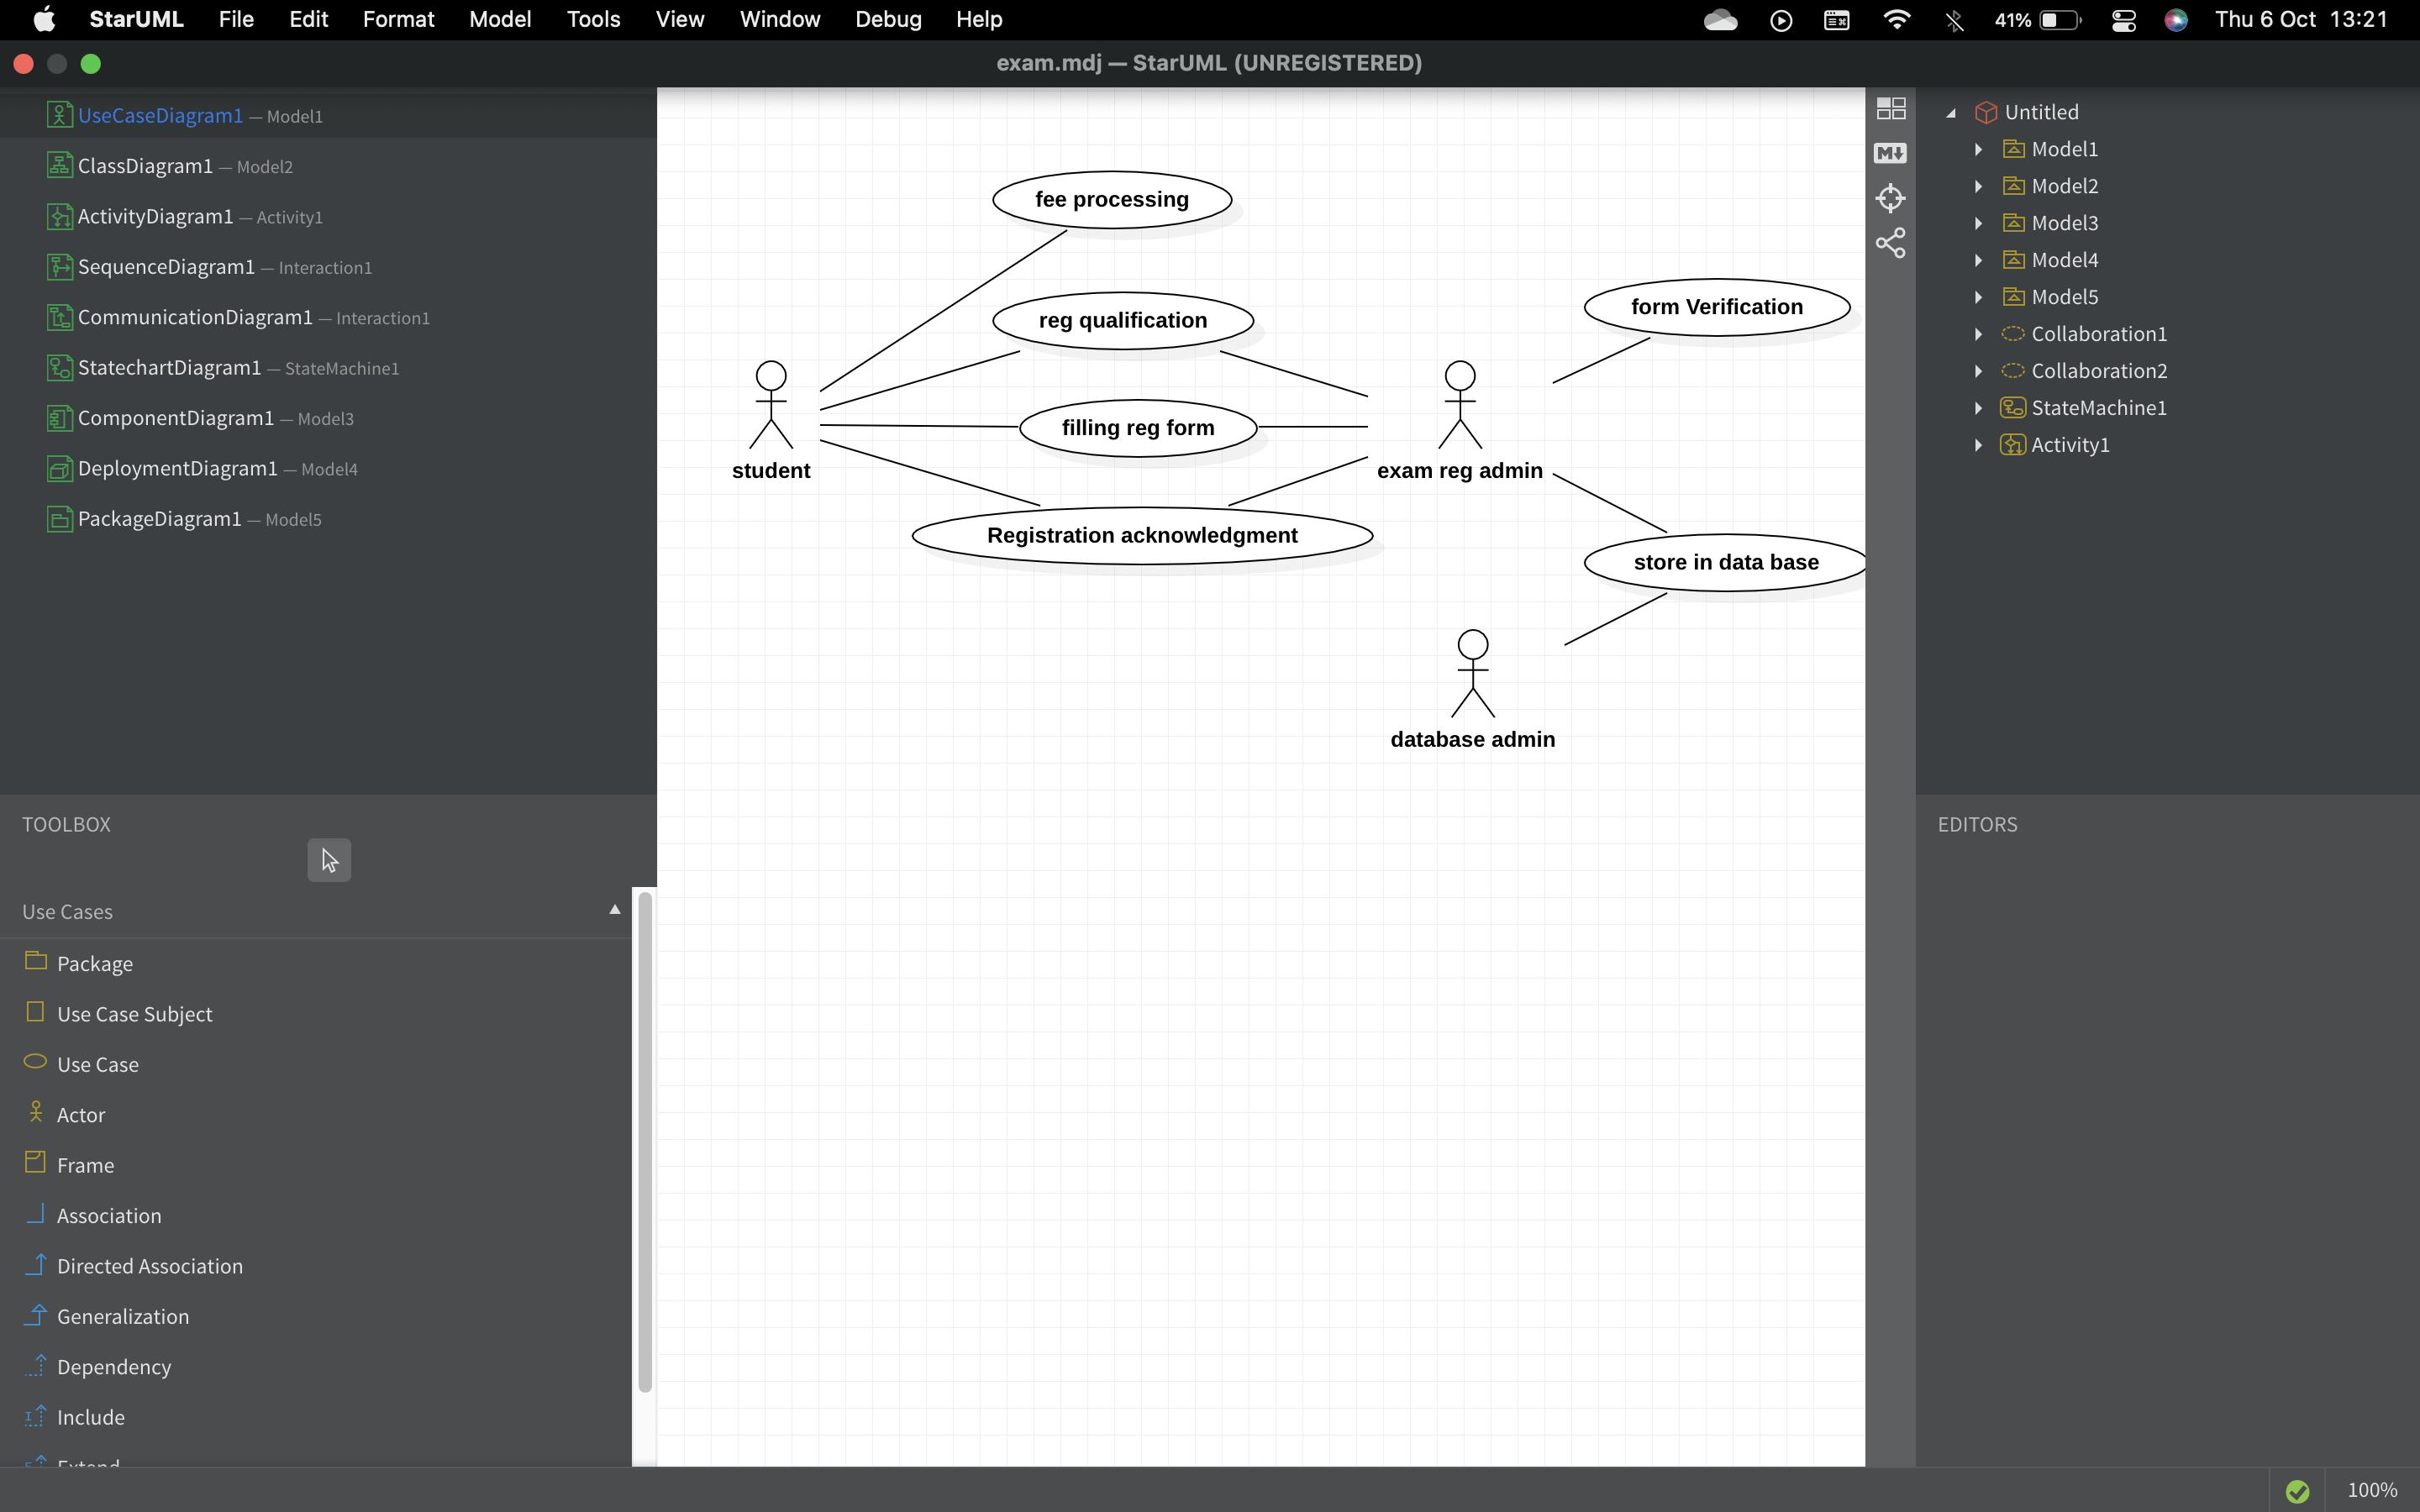 StarUML File Edit Format Model Tools View Window Debug Help 41% Thu 6 Oct 13:21
exam.mdj — StarUML (UNREGISTERED)
UseCaseDiagram1 — Model1
ClassDiagram1 — Model2
ActivityDiagram1 — Activity1
SequenceDiagram1 — Interaction1
CommunicationDiagram1 — Interaction1
StatechartDiagram1 — StateMachine1
ComponentDiagram1 — Model3
DeploymentDiagram1 — Model4
PackageDiagram1 — Model5
TOOLBOX
Use Cases
Package
Use Case Subject
Use Case
Actor
Frame
Association
Directed Association
Generalization
Dependency
Include
Extend
fee processing
reg qualification
form Verification
filling reg form
student
exam reg admin
Registration acknowledgment
store in data base
database admin
M
Untitled
Model1
Model2
Model3
Model4
Model5
Collaboration1
Collaboration2
StateMachine1
Activity1
EDITORS
100%